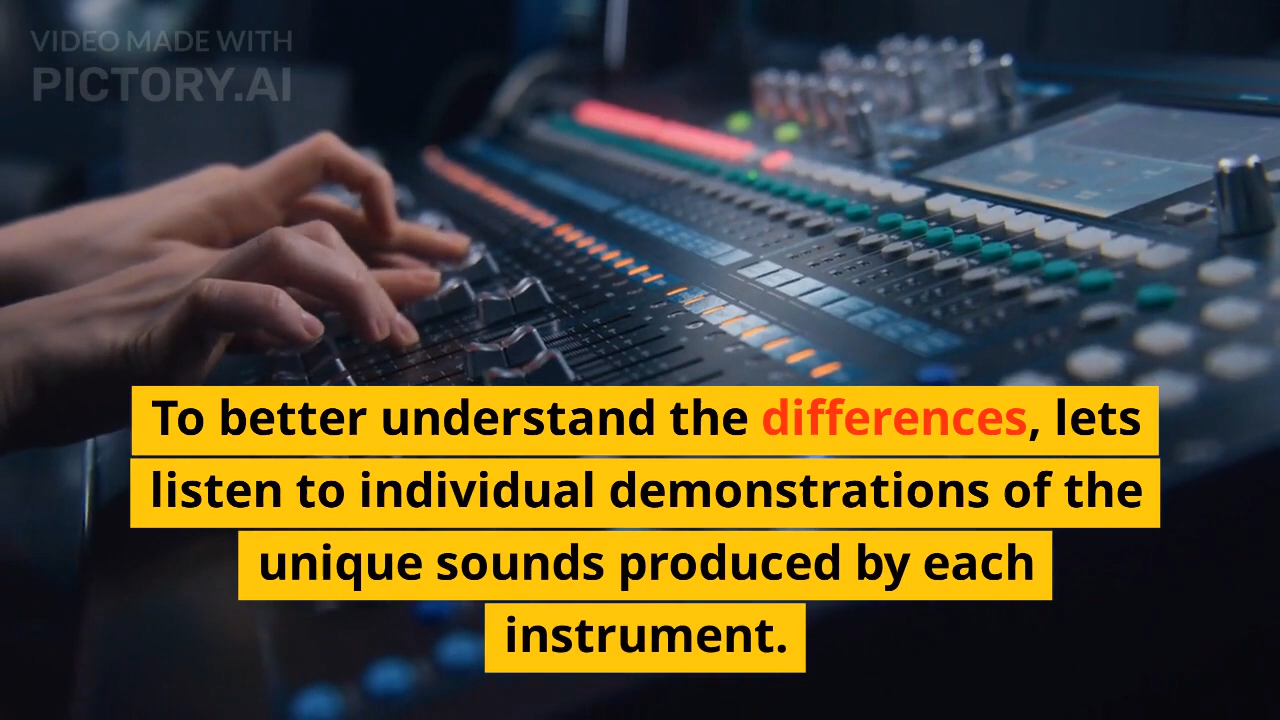 VIDEO MADE WITH
PICTORY.AI
To better understand the differences, lets
listen to individual demonstrations of the
unique sounds produced by each
instrument.